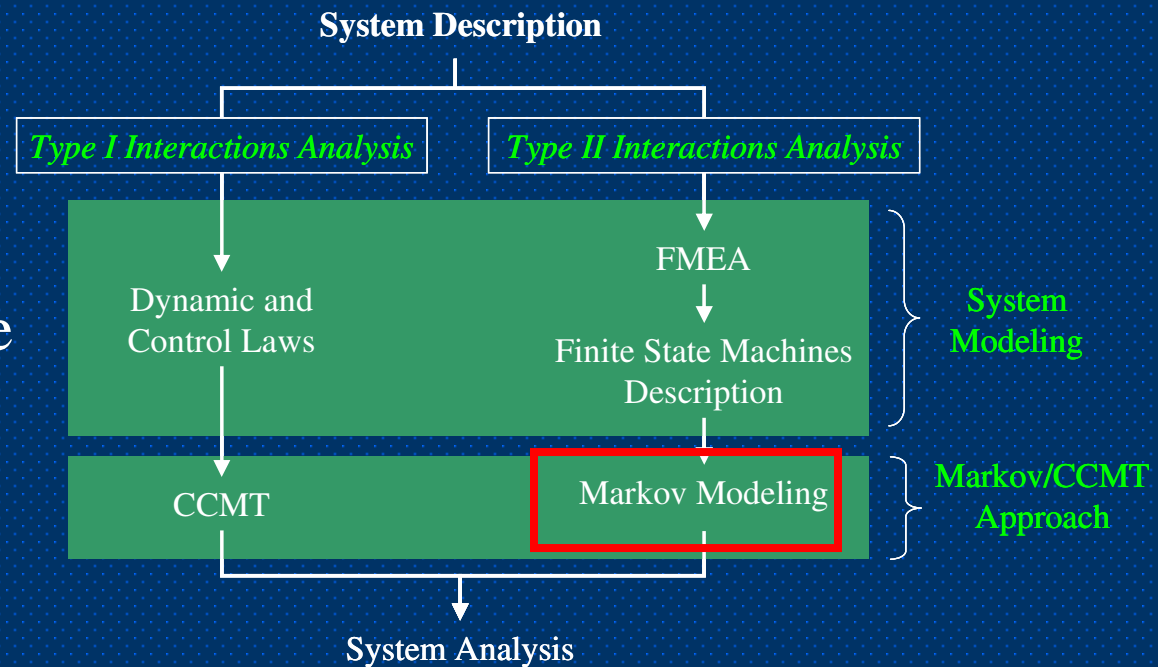 System Description
Type I Interactions Analysis
Type II Interactions Analysis
FMEA
Dynamic and
Control Laws
Finite State Machines
Description
System
Modeling
e
CCMT
Markov Modeling
Markov/CCMT
Approach
System Analysis